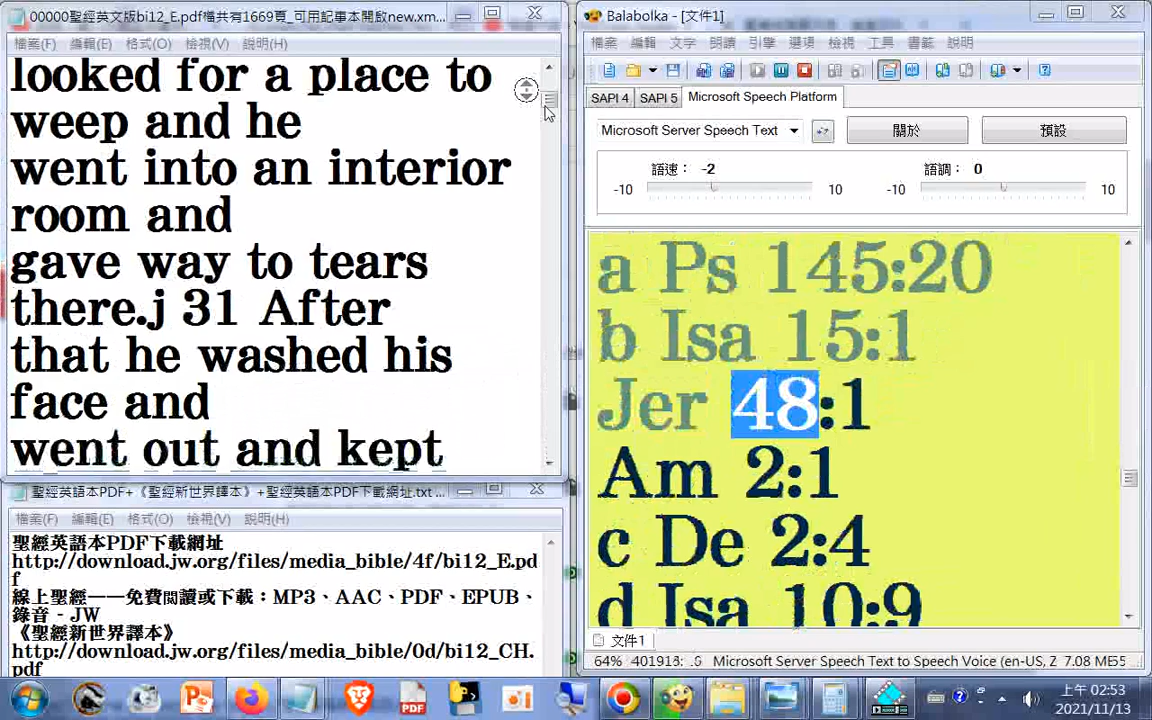 00000聖經英文版bi12_E.pdf檔共有1669頁_可用記事本開啟new.xm...
檔案(F) 編輯(E) 格式(O) 檢視(V) 說明(H)
looked for a place to
weep and he
went into an interior
room and
gave way to tears
there.j 31 After
that he washed his
face and
went out and kept
聖經英語本PDF+《聖經新世界譯本》+聖經英語本PDF下載網址.txt ...
檔案(F) 編輯(E) 格式(O) 檢視(V) 說明(H)
聖經英語本PDF下載網址
http://download.jw.org/files/media_bible/4f/bi12_E.pd
f
線上聖經——免費閱讀或下載：MP3、AAC、PDF、EPUB、
錄音 - JW
《聖經新世界譯本》
http://download.jw.org/files/media_bible/0d/bi12_CH.
pdf
Balabolka - [文件1]
檔案 編輯 文字 朗讀 引擎 選項 檢視 工具 書籤 說明
SAPI 4 SAPI 5 Microsoft Speech Platform
Microsoft Server Speech Text 關於 預設
語速： -2 語調： 0
-10 10 -10 10
a Ps 145:20
b Isa 15:1
Jer 48:1
Am 2:1
c De 2:4
d Isa 10:9
文件1
64% 401913: .6 Microsoft Server Speech Text to Speech Voice (en-US, Z 7.08 ME55
上午 02:53
2021/11/13